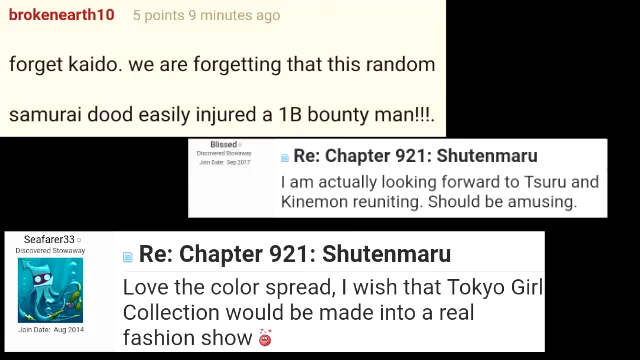 brokenearth10 5 points 9 minutes ago
forget kaido. we are forgetting that this random
samurai dood easily injured a 1B bounty man!!!.
Blissed
Discovered Stowaway
Join Date: Sep 2017
Re: Chapter 921: Shutenmaru
I am actually looking forward to Tsuru and
Kinemon reuniting. Should be amusing.
Seafarer33
Discovered Stowaway
Join Date: Aug 2014
Re: Chapter 921: Shutenmaru
Love the color spread, I wish that Tokyo Girl
Collection would be made into a real
fashion show